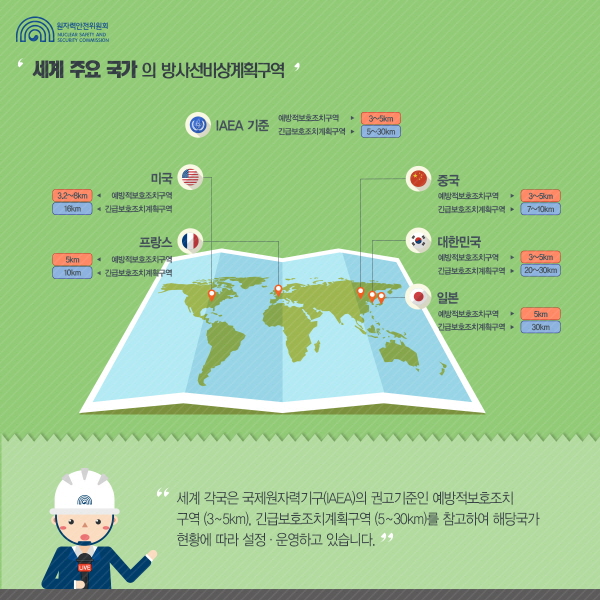 원자력안전위원회
NUCLEAR SAFETY AND
SECURITY COMMISSION
‘ 세계 주요 국가 의 방사선비상계획구역 ’
IAEA 기준
예방적보호조치구역 ▶ 3~5km
긴급보호조치계획구역 ▶ 5~30km
미국
3.2~8km ◀ 예방적보호조치구역
16km ◀ 긴급보호조치계획구역
중국
예방적보호조치구역 ▶ 3~5km
긴급보호조치계획구역 ▶ 7~10km
프랑스
5km ◀ 예방적보호조치구역
10km ◀ 긴급보호조치계획구역
대한민국
예방적보호조치구역 ▶ 3~5km
긴급보호조치계획구역 ▶ 20~30km
일본
예방적보호조치구역 ▶ 5km
긴급보호조치계획구역 ▶ 30km
“ 세계 각국은 국제원자력기구(IAEA)의 권고기준인 예방적보호조치
구역 (3~5km), 긴급보호조치계획구역 (5~30km)를 참고하여 해당국가
현황에 따라 설정 · 운영하고 있습니다. ”
LIVE